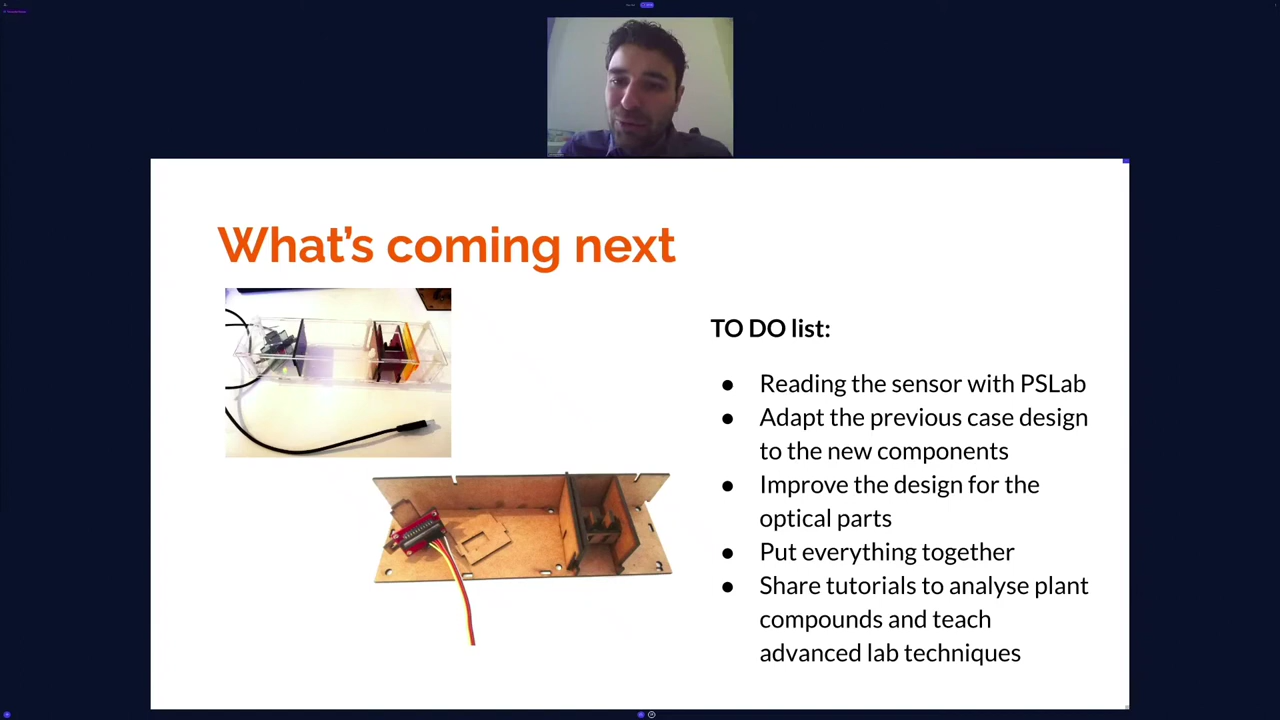 What's coming next
TO DO list:
● Reading the sensor with PSLab
● Adapt the previous case design
to the new components
● Improve the design for the
optical parts
● Put everything together
● Share tutorials to analyse plant
compounds and teach
advanced lab techniques